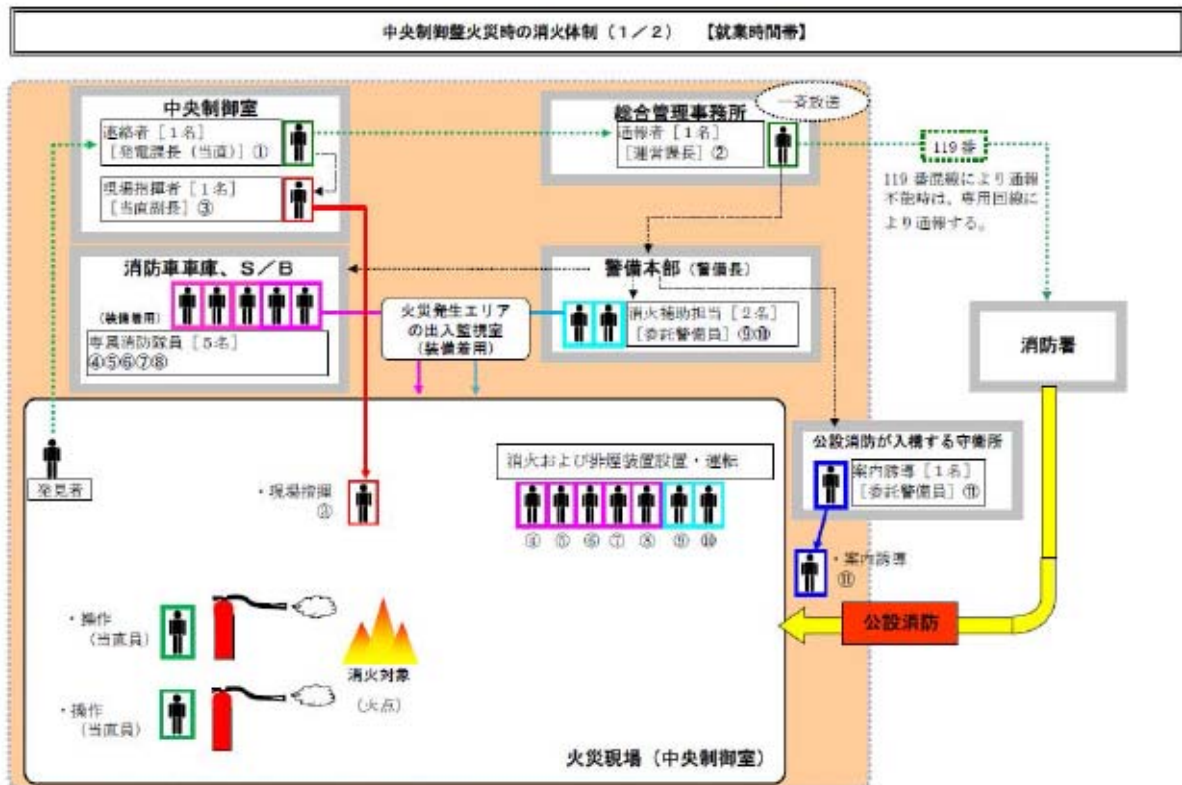 中央制御盤火災時の消火体制（1／2） 【就業時間帯】
中央制御室
連絡者［1名］
［発電課長（当直）］①
現場指揮者［1名］
［当直副長］③
総合管理事務所
一斉放送
通報者［1名］
［運営課長］②
119番
119番混線により通報
不能時は、専用回線に
より通報する。
消防車車庫、S／B
（装備着用）
専属消防隊員［5名］
④⑤⑥⑦⑧
火災発生エリア
の出入監視室
（装備着用）
警備本部（警備長）
消火補助担当［2名］
［委託警備員］⑨⑩
消防署
発見者
・現場指揮
③
消火および排煙装置設置・運転
④ ⑤ ⑥ ⑦ ⑧ ⑨ ⑩
公設消防が入構する守衛所
案内誘導［1名］
［委託警備員］⑪
・案内誘導
⑪
公設消防
・操作
（当直員）
消火対象
（火点）
・操作
（当直員）
火災現場（中央制御室）